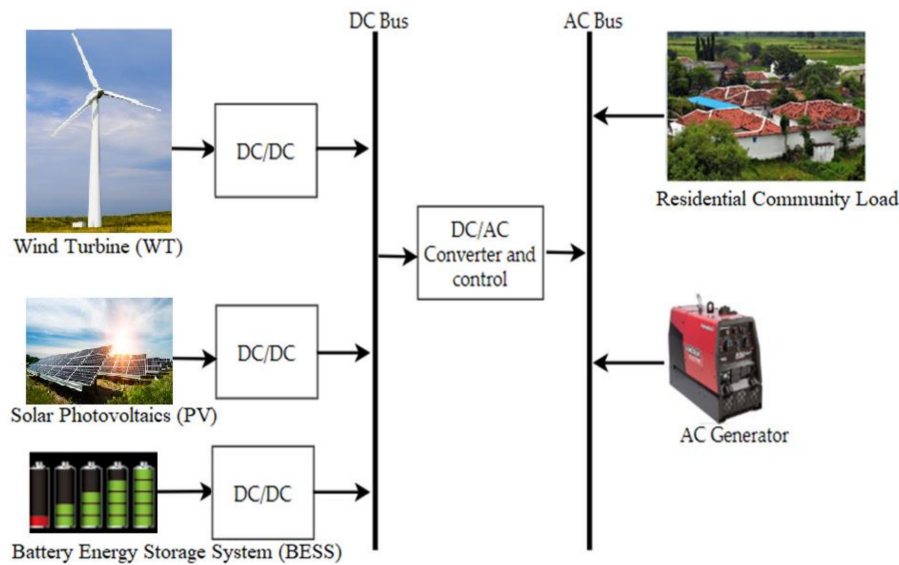 DC Bus
AC Bus
DC/DC
Wind Turbine (WT)
Residential Community Load
DC/AC
Converter and
control
DC/DC
Solar Photovoltaics (PV)
AC Generator
DC/DC
Battery Energy Storage System (BESS)